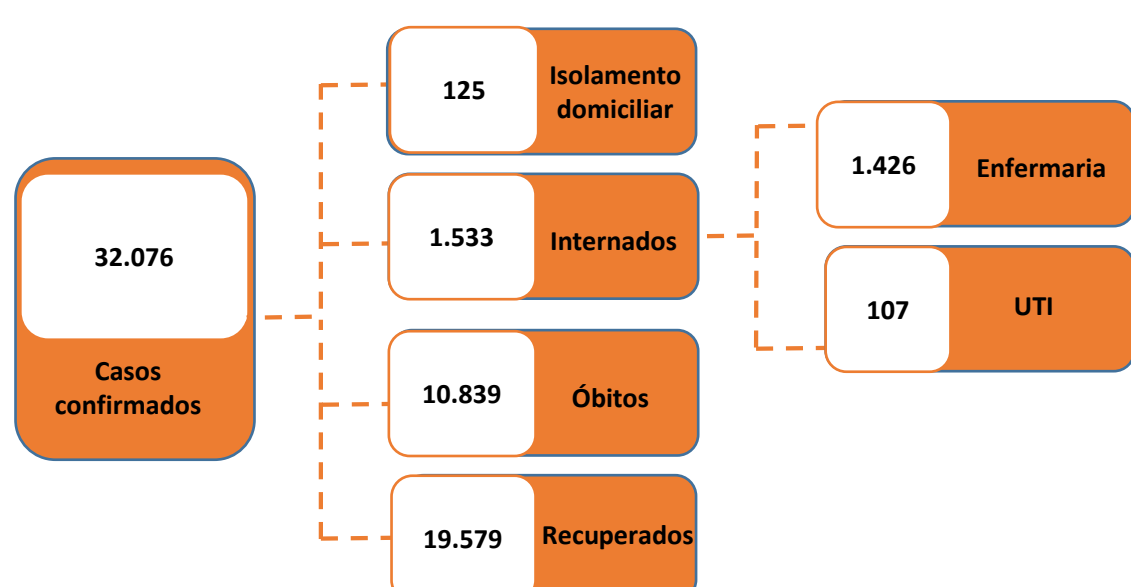 32.076
Casos
confirmados
125
Isolamento
domiciliar
1.533
Internados
10.839
Óbitos
19.579
Recuperados
1.426
Enfermaria
107
UTI